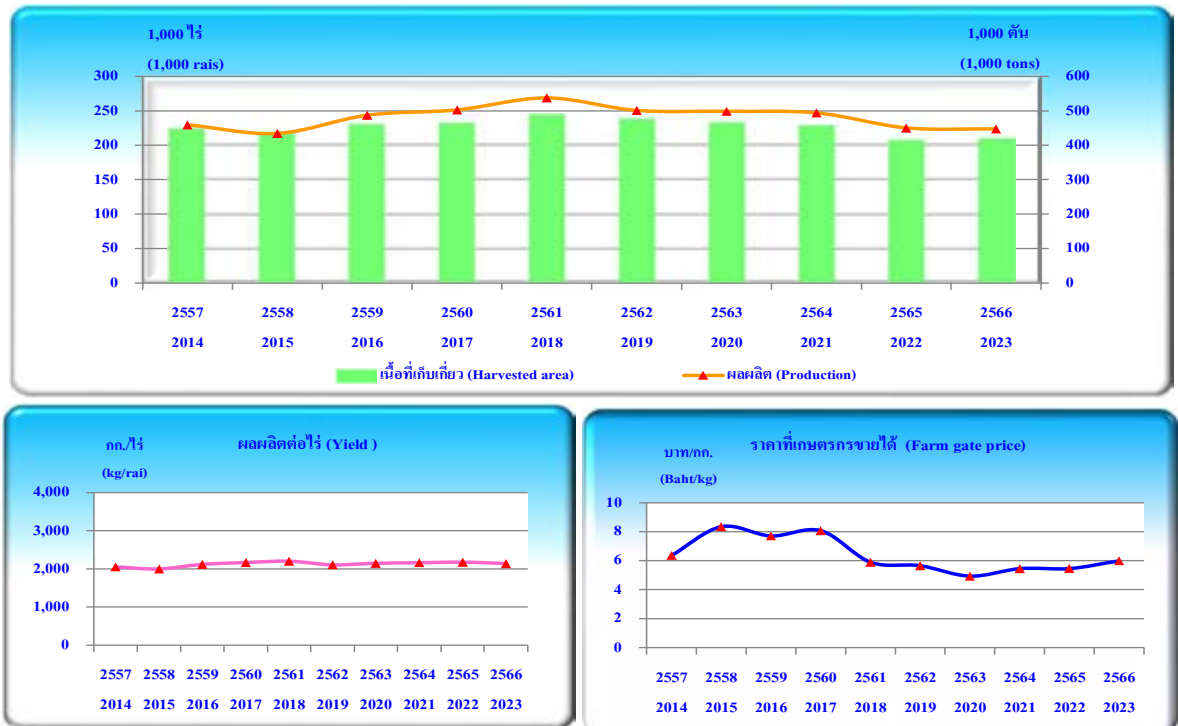 1,000 ไร่
(1,000 rais)
1,000 ตัน
(1,000 tons)
300 600
250 500
200 400
150 300
100 200
50 100
0 0
2557 2558 2559 2560 2561 2562 2563 2564 2565 2566
2014 2015 2016 2017 2018 2019 2020 2021 2022 2023
เนื้อที่เก็บเกี่ยว (Harvested area) ผลผลิต (Production)
กก./ไร่ ผลผลิตต่อไร่ (Yield )
(kg/rai)
4,000
3,000
2,000
1,000
0
2557 2558 2559 2560 2561 2562 2563 2564 2565 2566
2014 2015 2016 2017 2018 2019 2020 2021 2022 2023
บาท/กก. ราคาที่เกษตรกรขายได้ (Farm gate price)
(Baht/kg)
10
8
6
4
2
0
2557 2558 2559 2560 2561 2562 2563 2564 2565 2566
2014 2015 2016 2017 2018 2019 2020 2021 2022 2023